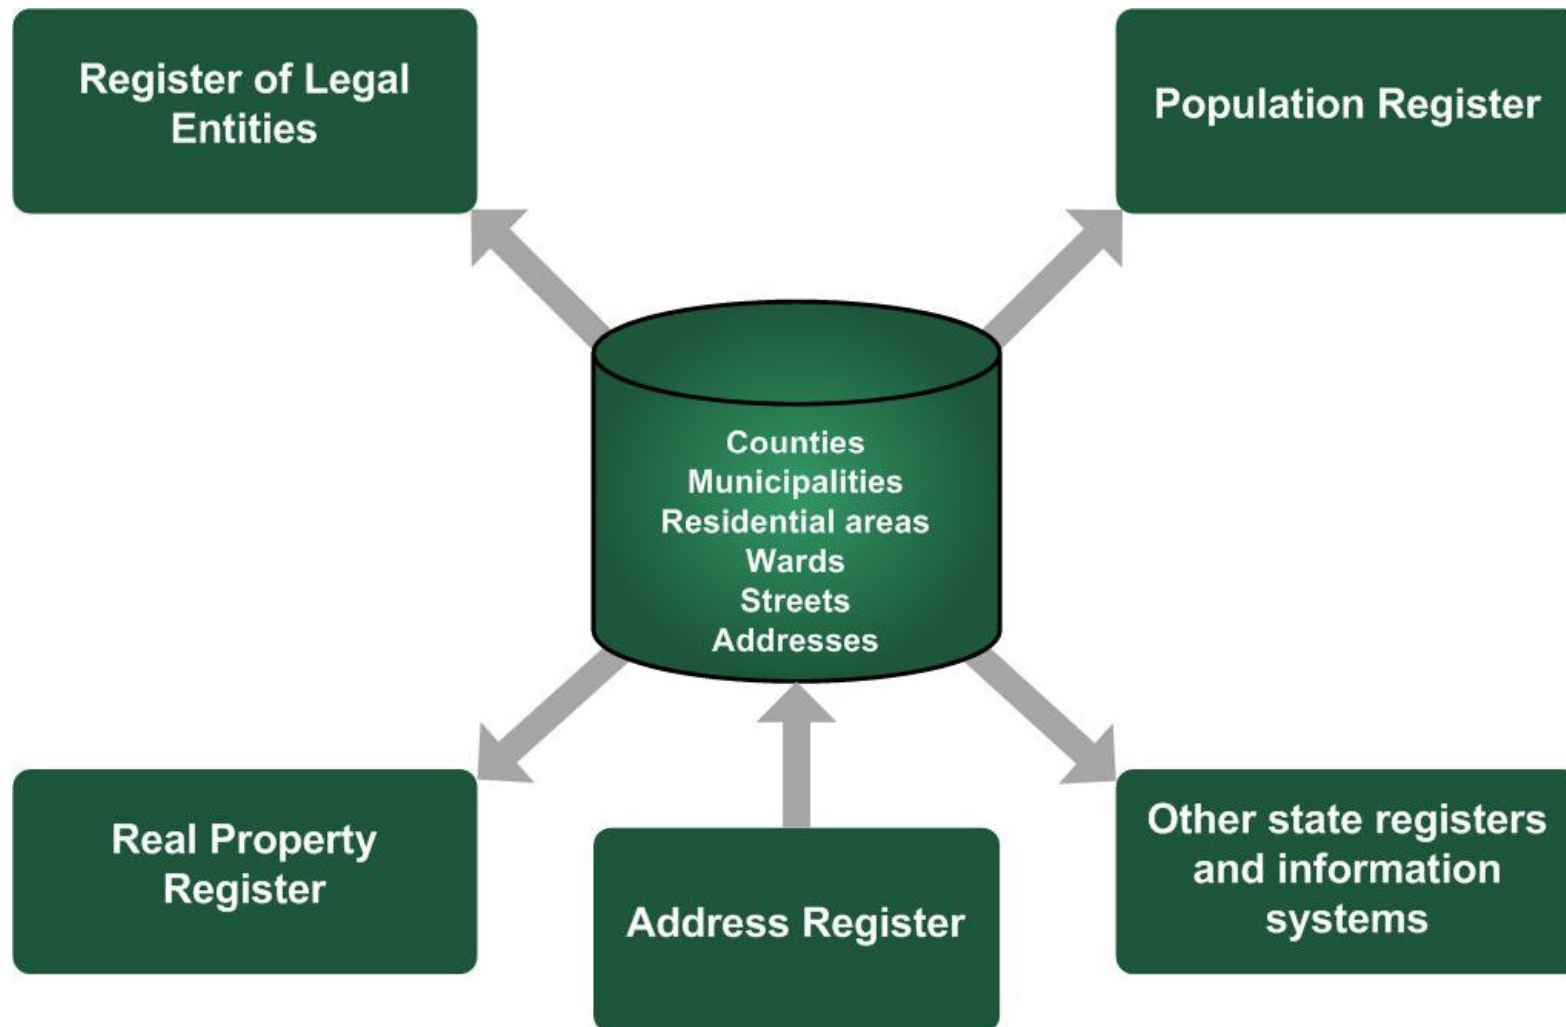 Register of Legal
Entities
Population Register
Counties
Municipalities
Residential areas
Wards
Streets
Addresses
Real Property
Register
Address Register
Other state registers
and information
systems